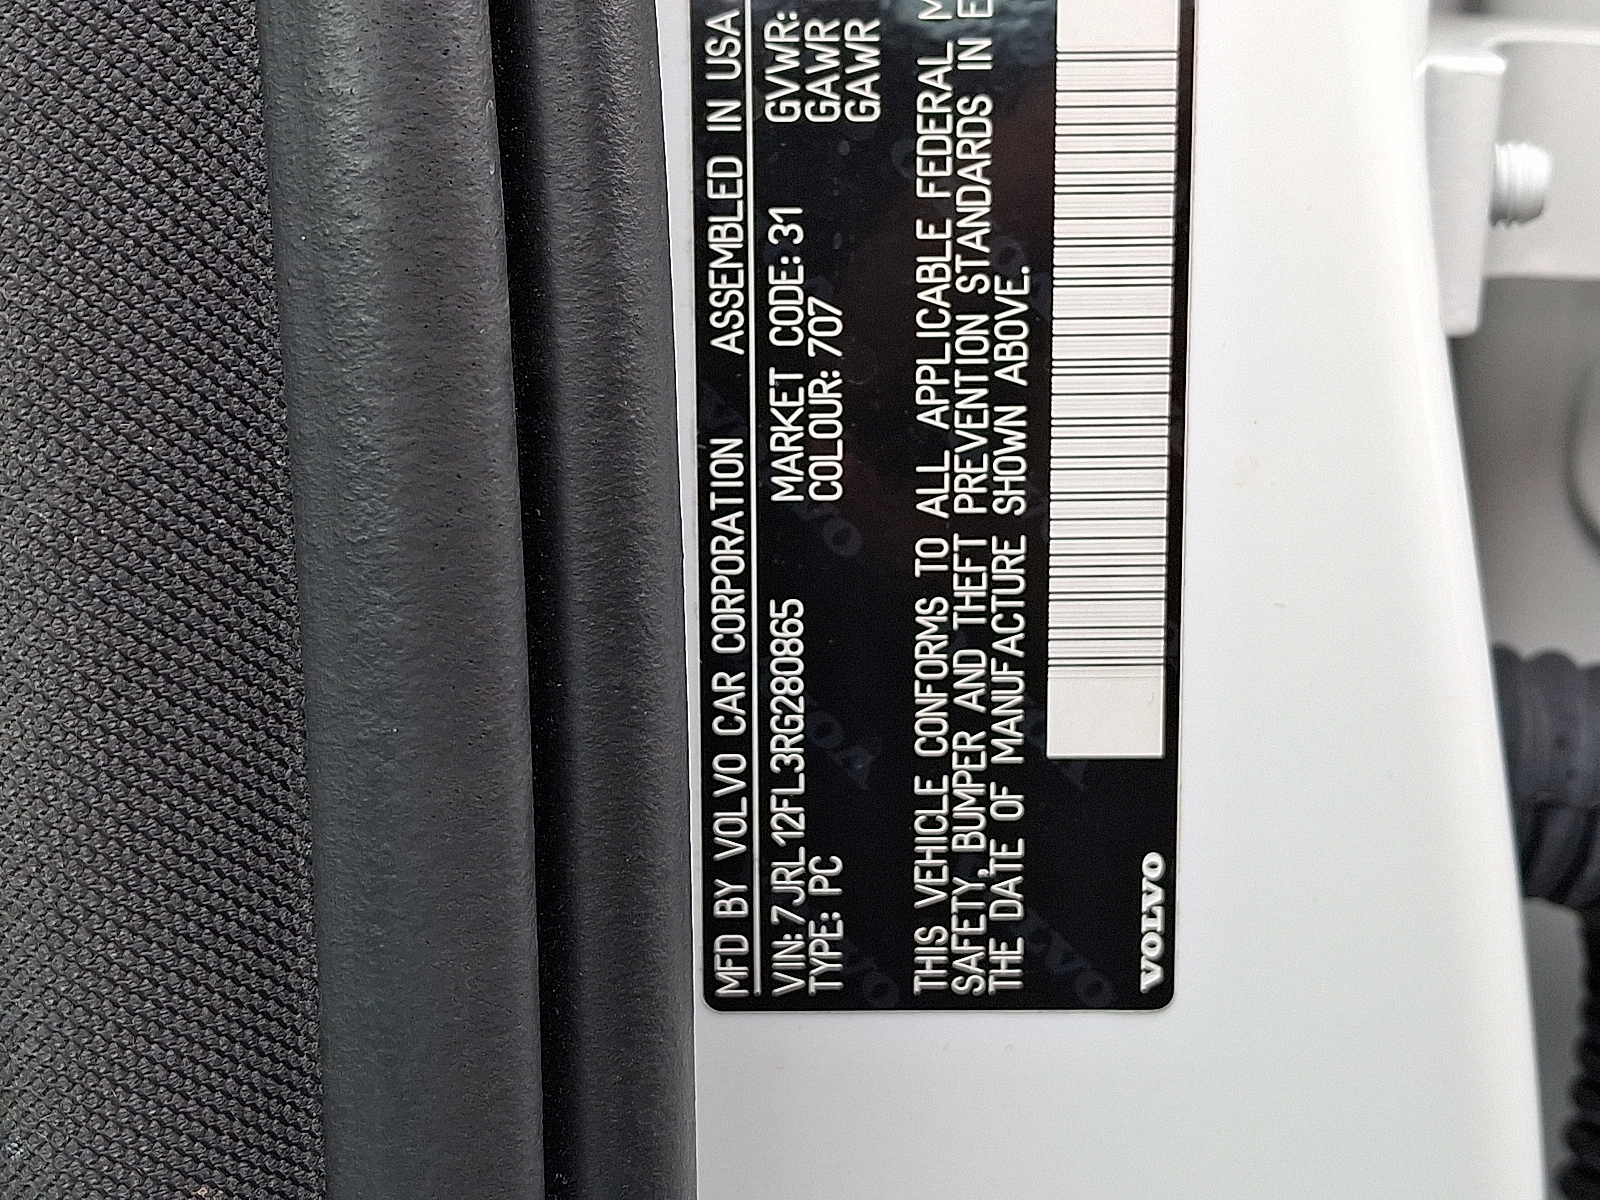 MFD BY VOLVO CAR CORPORATION ASSEMBLED IN USA
VIN: 7JRL12FL3RG280865 MARKET CODE: 31 GVWR:
TYPE: PC COLOUR: 707 GAWR
GAWR
THIS VEHICLE CONFORMS TO ALL APPLICABLE FEDERAL M
SAFETY, BUMPER AND THEFT PREVENTION STANDARDS IN E
THE DATE OF MANUFACTURE SHOWN ABOVE.
VOLVO